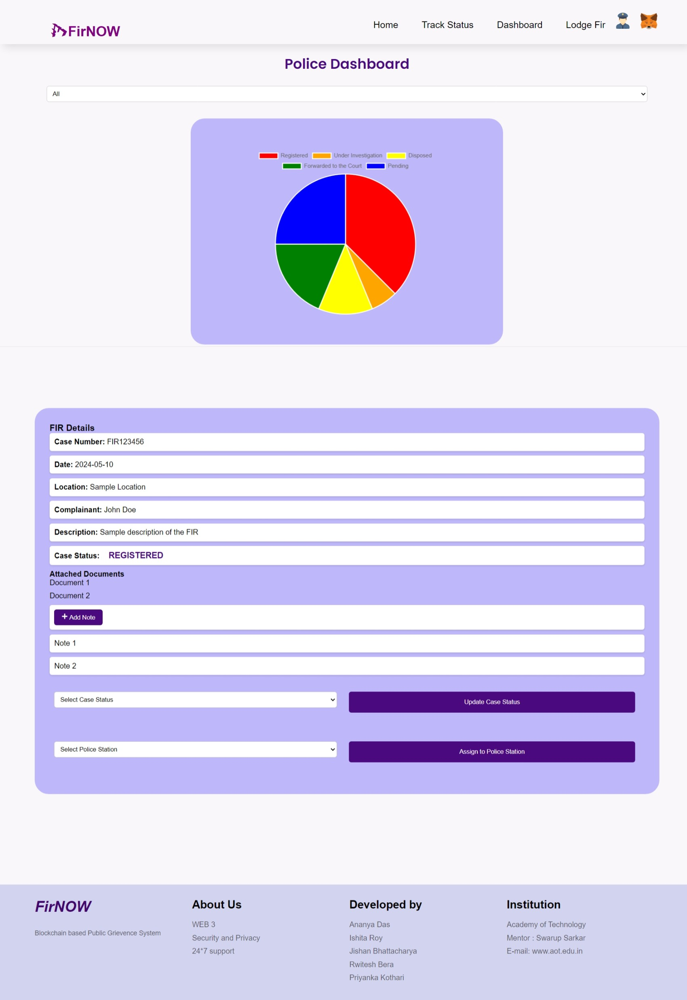 FirNOW
Home Track Status Dashboard Lodge Fir
Police Dashboard
All
Registered Under Investigation Disposed
Forwarded to the Court Pending
FIR Details
Case Number: FIR123456
Date: 2024-05-10
Location: Sample Location
Complainant: John Doe
Description: Sample description of the FIR
Case Status: REGISTERED
Attached Documents
Document 1
Document 2
+ Add Note
Note 1
Note 2
Select Case Status Update Case Status
Select Police Station Assign to Police Station
FirNOW
Blockchain based Public Grievence System
About Us
WEB 3
Security and Privacy
24*7 support
Developed by
Ananya Das
Ishita Roy
Jishan Bhattacharya
Rwitesh Bera
Priyanka Kothari
Institution
Academy of Technology
Mentor : Swarup Sarkar
E-mail: www.aot.edu.in